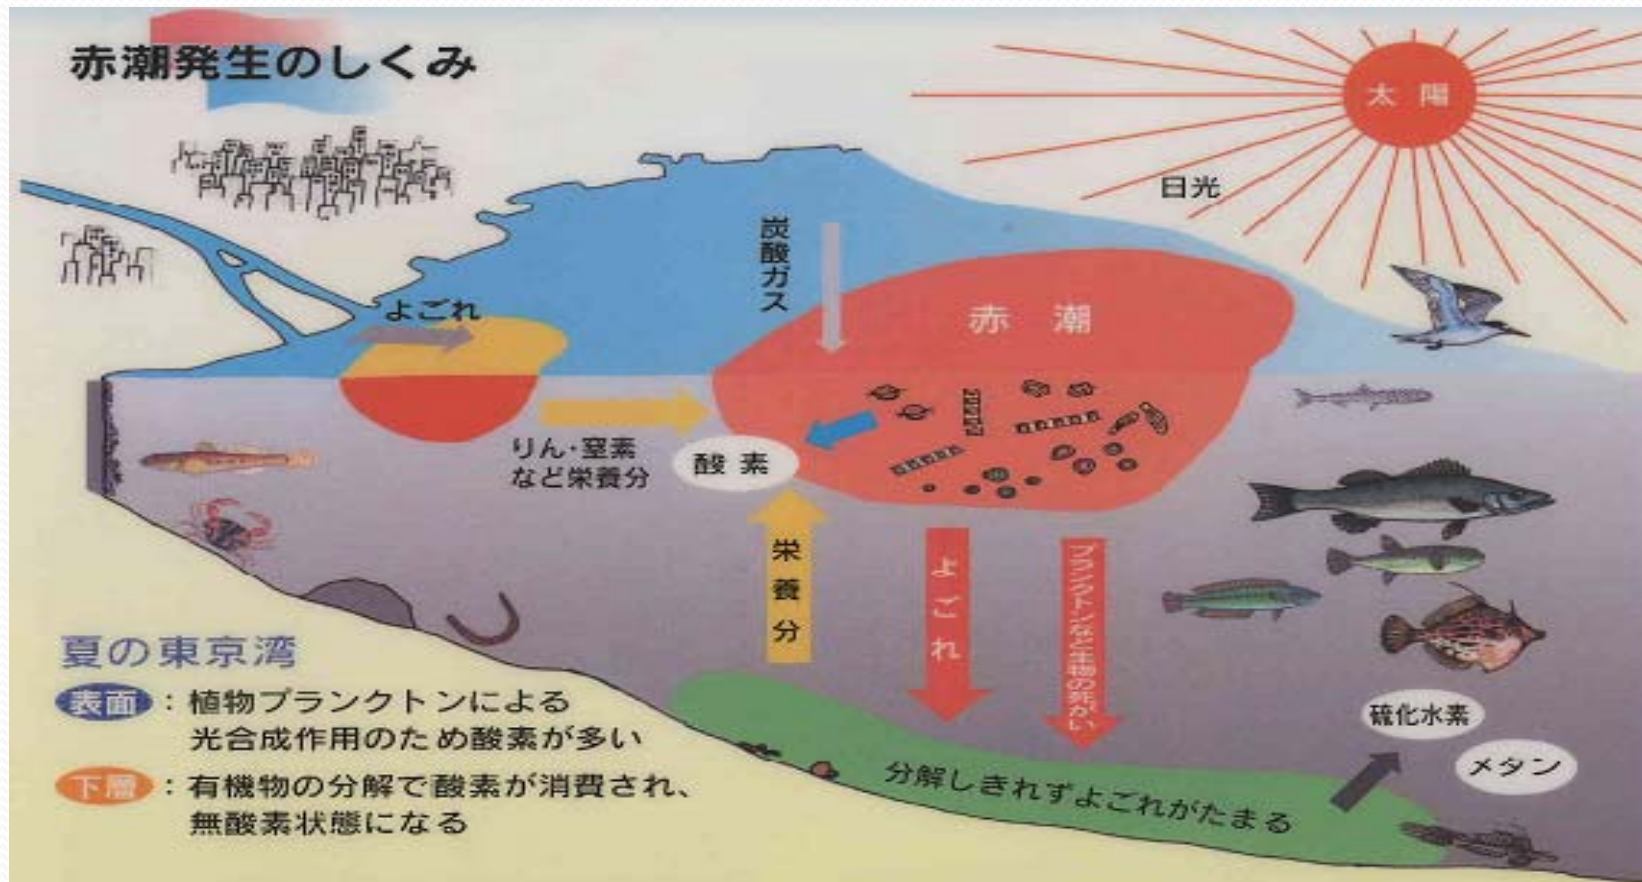 赤潮発生のしくみ
太陽
日光
炭酸ガス
よごれ
赤潮
りん・窒素
など栄養分
酸素
栄養分
よごれ
プランクトンなど生物の死がい
夏の東京湾
表面：植物プランクトンによる
光合成作用のため酸素が多い
下層：有機物の分解で酸素が消費され、
無酸素状態になる
硫化水素
メタン
分解しきれずよごれがたまる